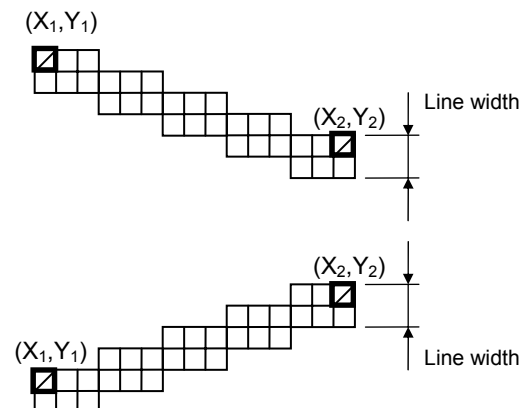 (X₁,Y₁)
Line width
(X₂,Y₂)
(X₂,Y₂)
(X₁,Y₁)
Line width